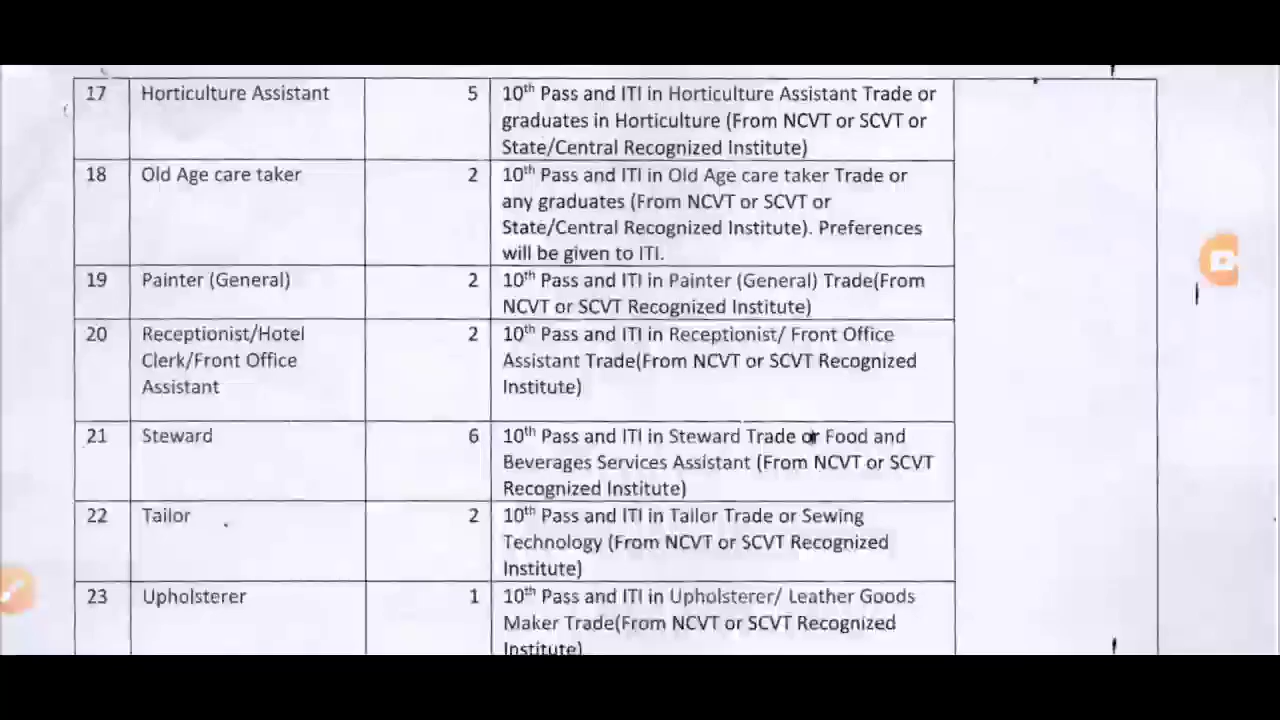 17 Horticulture Assistant 5 10th Pass and ITI in Horticulture Assistant Trade or
graduates in Horticulture (From NCVT or SCVT or
State/Central Recognized Institute)
18 Old Age care taker 2 10th Pass and ITI in Old Age care taker Trade or
any graduates (From NCVT or SCVT or
State/Central Recognized Institute). Preferences
will be given to ITI.
19 Painter (General) 2 10th Pass and ITI in Painter (General) Trade(From
NCVT or SCVT Recognized Institute)
20 Receptionist/Hotel 2 10th Pass and ITI in Receptionist/ Front Office
Clerk/Front Office Assistant Trade(From NCVT or SCVT Recognized
Assistant Institute)
21 Steward 6 10th Pass and ITI in Steward Trade or Food and
Beverages Services Assistant (From NCVT or SCVT
Recognized Institute)
22 Tailor 2 10th Pass and ITI in Tailor Trade or Sewing
Technology (From NCVT or SCVT Recognized
Institute)
23 Upholsterer 1 10th Pass and ITI in Upholsterer/ Leather Goods
Maker Trade(From NCVT or SCVT Recognized
Institute)